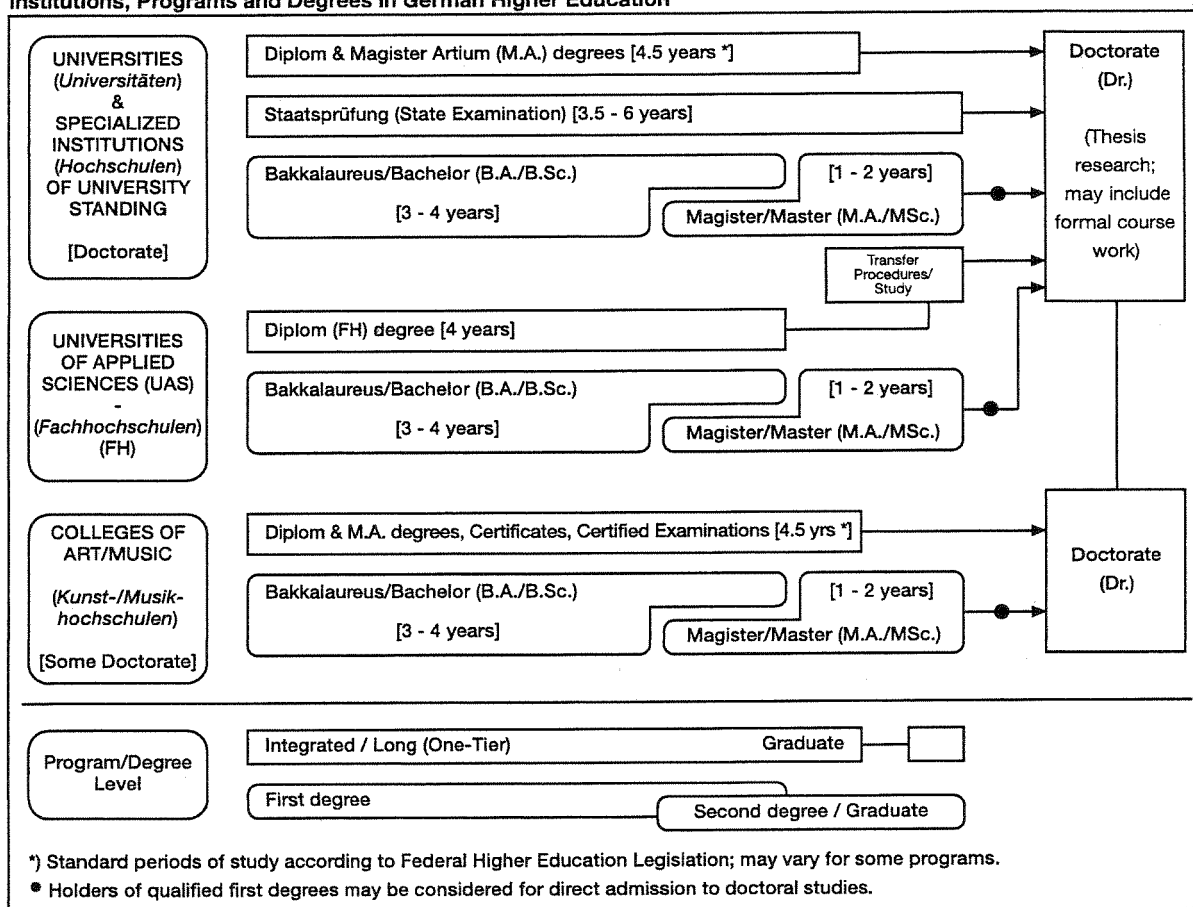 Institutions, Programs and Degrees in German Higher Education
UNIVERSITIES
(Universitäten)
&
SPECIALIZED
INSTITUTIONS
(Hochschulen)
OF UNIVERSITY
STANDING
[Doctorate]
Diplom & Magister Artium (M.A.) degrees [4.5 years *]
Staatsprüfung (State Examination) [3.5 - 6 years]
Bakkalaureus/Bachelor (B.A./B.Sc.)
[3 - 4 years]
[1 - 2 years]
Magister/Master (M.A./MSc.)
Transfer
Procedures/
Study
Doctorate
(Dr.)
(Thesis
research;
may include
formal course
work)
UNIVERSITIES
OF APPLIED
SCIENCES (UAS)
-
(Fachhochschulen)
(FH)
Diplom (FH) degree [4 years]
Bakkalaureus/Bachelor (B.A./B.Sc.)
[3 - 4 years]
[1 - 2 years]
Magister/Master (M.A./MSc.)
COLLEGES OF
ART/MUSIC
(Kunst-/Musik-
hochschulen)
[Some Doctorate]
Diplom & M.A. degrees, Certificates, Certified Examinations [4.5 yrs *]
Bakkalaureus/Bachelor (B.A./B.Sc.)
[3 - 4 years]
[1 - 2 years]
Magister/Master (M.A./MSc.)
Doctorate
(Dr.)
Program/Degree
Level
Integrated / Long (One-Tier) Graduate
First degree
Second degree / Graduate
*) Standard periods of study according to Federal Higher Education Legislation; may vary for some programs.
● Holders of qualified first degrees may be considered for direct admission to doctoral studies.